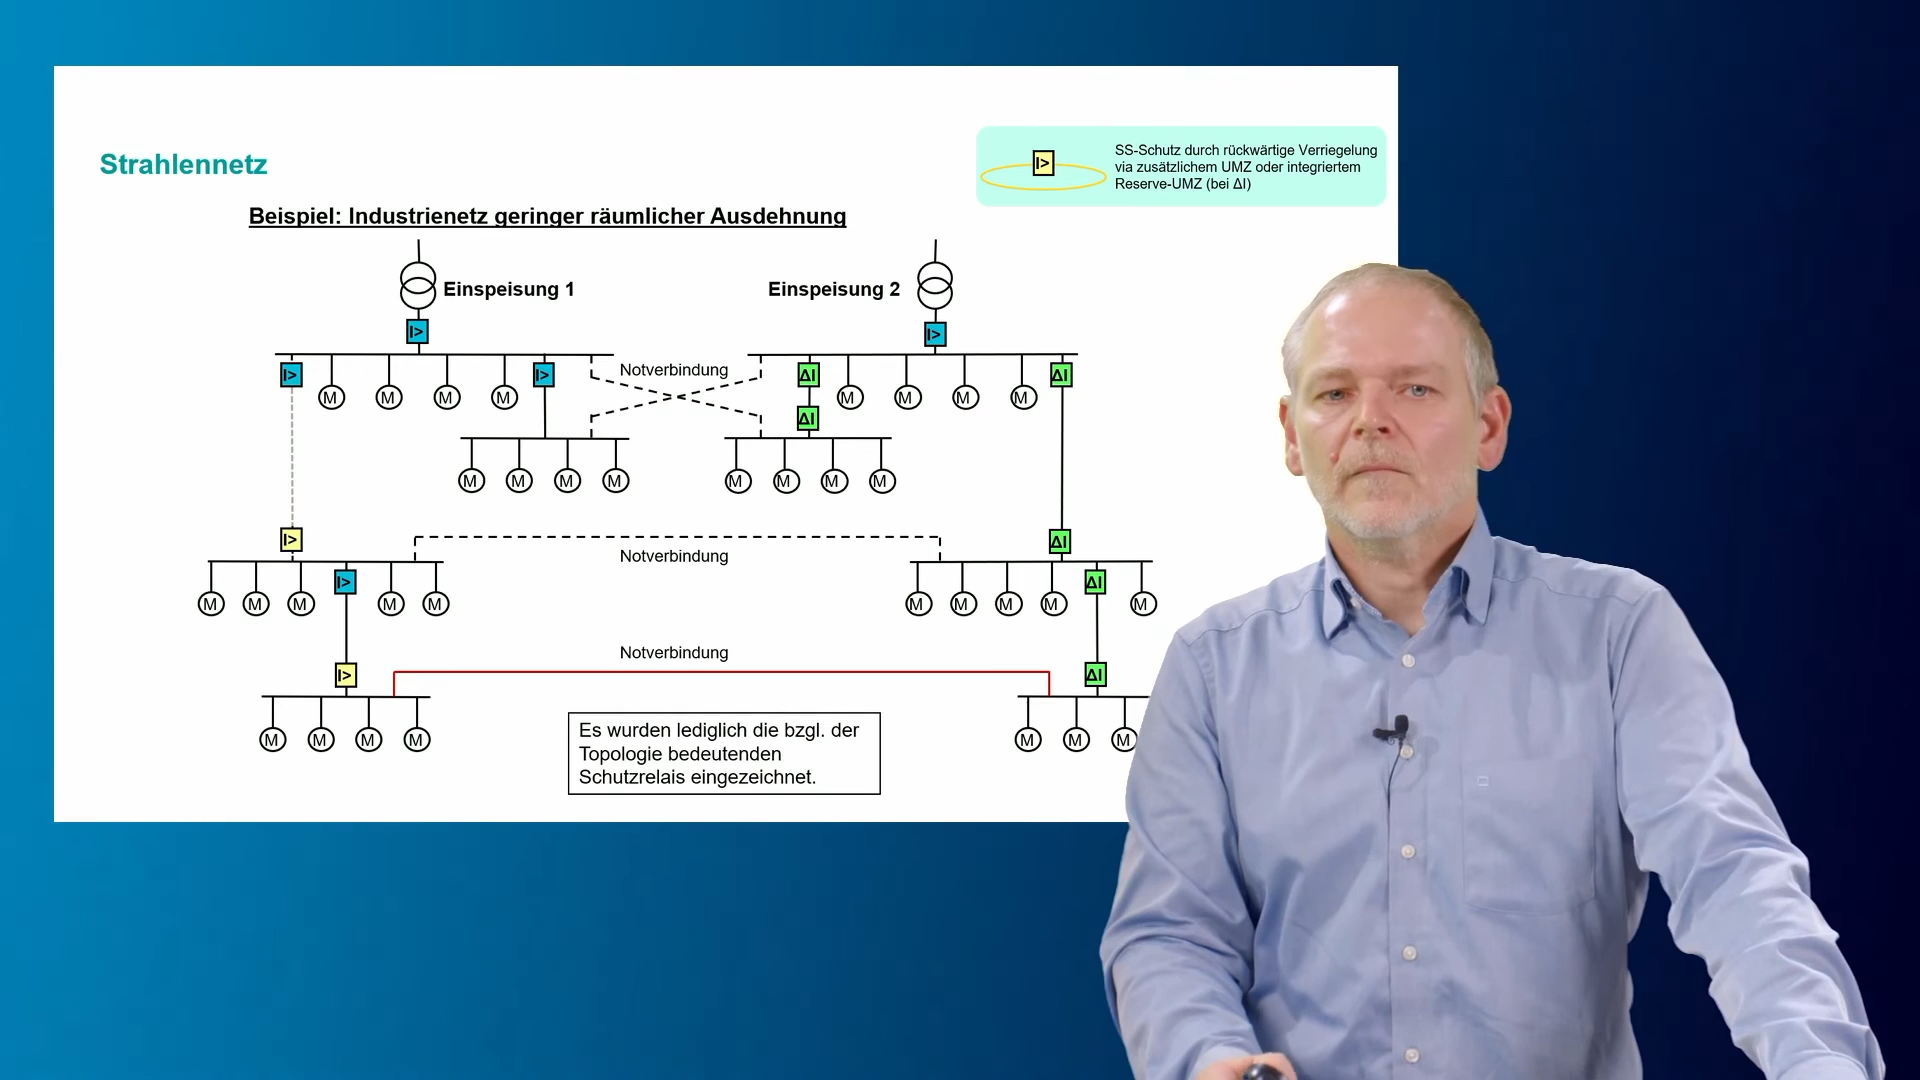 Strahlennetz
I>
SS-Schutz durch rückwärtige Verriegelung
via zusätzlichem UMZ oder integriertem
Reserve-UMZ (bei ΔI)
Beispiel: Industrienetz geringer räumlicher Ausdehnung
Einspeisung 1
Einspeisung 2
I> I>
I> I> Notverbindung ΔI ΔI
M M M M M M M M
ΔI
M M M M M M M M
I> ΔI
Notverbindung
I> ΔI
M M M M M M M M M M
Notverbindung
I> ΔI
M M M M M M M
Es wurden lediglich die bzgl. der
Topologie bedeutenden
Schutzrelais eingezeichnet.